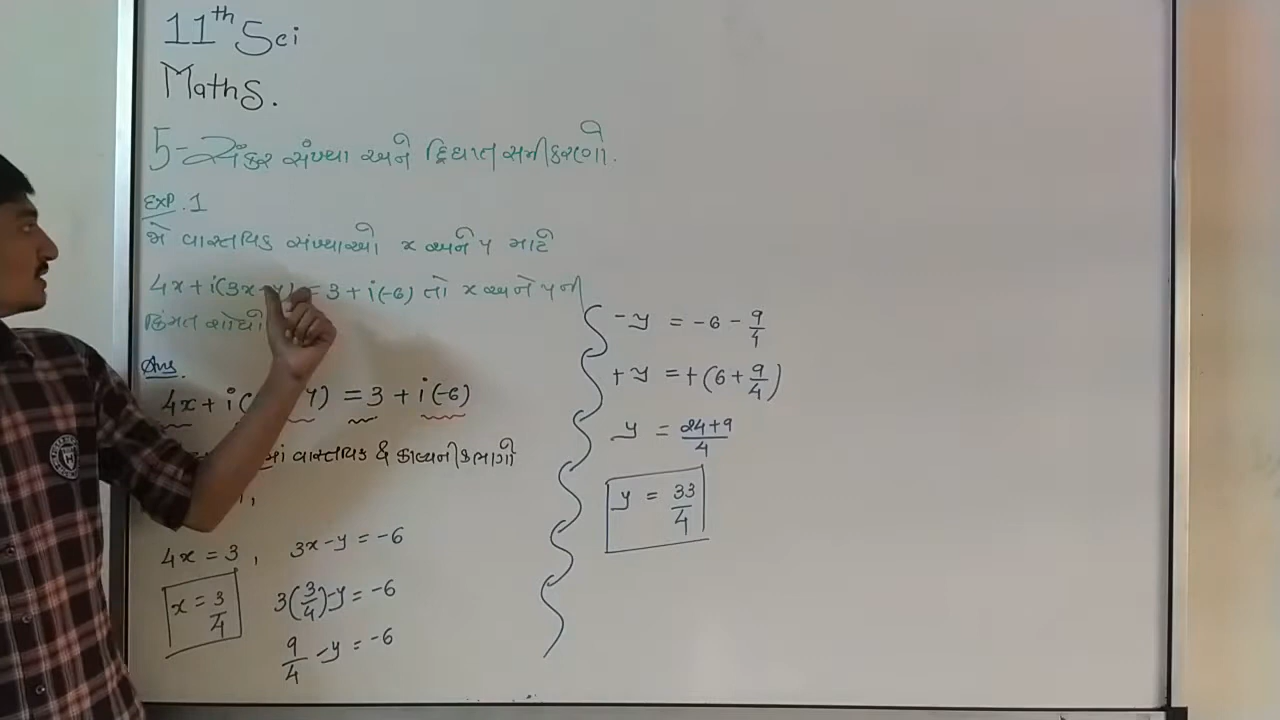 11th Sci
Maths.
5-સંકર સંખ્યા અને દ્વિઘાત સમીકરણો.
Exp.1
જે વાસ્તવિક સંખ્યાઓ x અને y માટે
4x+i(3x-y)=3+i(-6) તો x અને y ની
કિંમત શોધો
Ans.
4x+i( y) = 3 + i(-6)
માં વાસ્તવિક & કાલ્પનીક ભાગો
4x = 3 , 3x-y = -6
x = 3/4 3(3/4)-y = -6
9/4 -y = -6
-y = -6 - 9/4
+y = +(6+9/4)
y = 24+9/4
y = 33/4